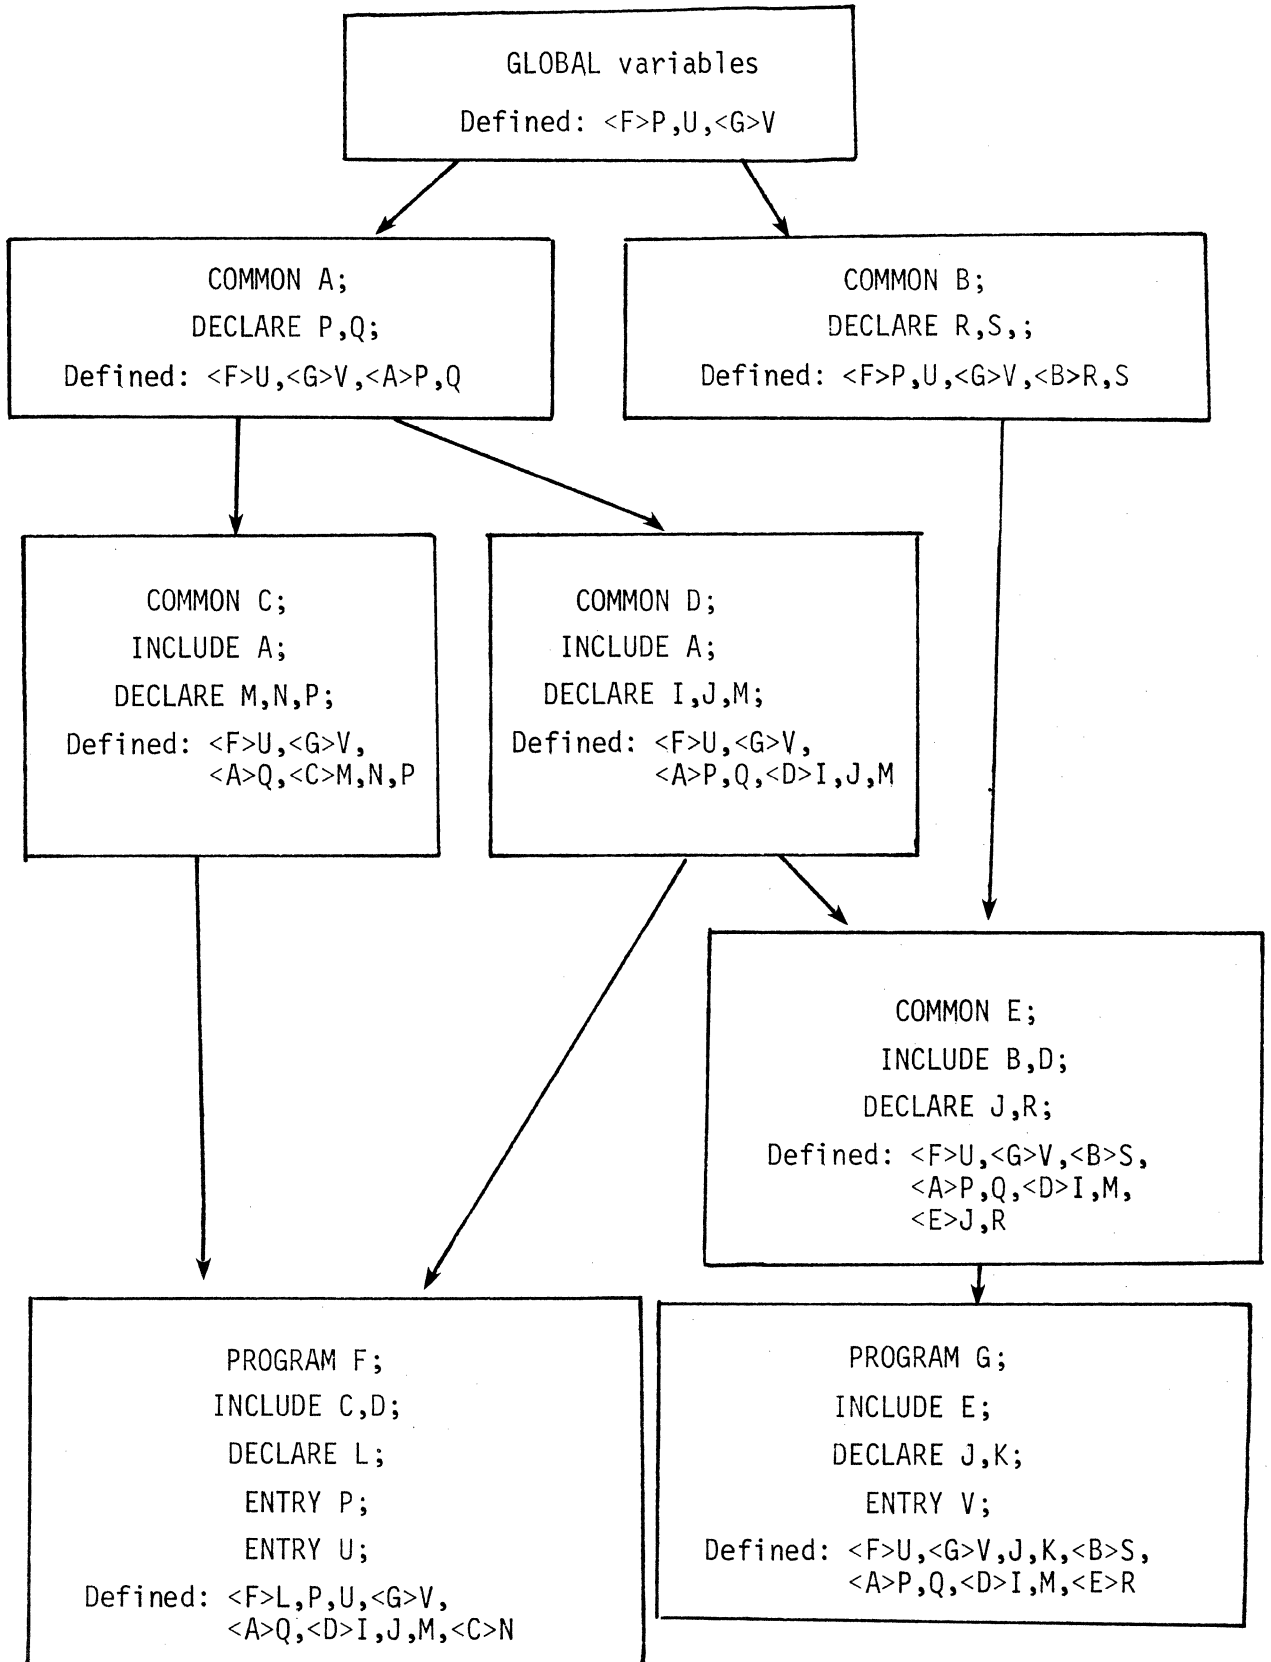 GLOBAL variables
Defined: <F>P,U,<G>V
COMMON A;
DECLARE P,Q;
Defined: <F>U,<G>V,<A>P,Q
COMMON B;
DECLARE R,S,;
Defined: <F>P,U,<G>V,<B>R,S
COMMON C;
INCLUDE A;
DECLARE M,N,P;
Defined: <F>U,<G>V,
<A>Q,<C>M,N,P
COMMON D;
INCLUDE A;
DECLARE I,J,M;
Defined: <F>U,<G>V,
<A>P,Q,<D>I,J,M
COMMON E;
INCLUDE B,D;
DECLARE J,R;
Defined: <F>U,<G>V,<B>S,
<A>P,Q,<D>I,M,
<E>J,R
PROGRAM F;
INCLUDE C,D;
DECLARE L;
ENTRY P;
ENTRY U;
Defined: <F>L,P,U,<G>V,
<A>Q,<D>I,J,M,<C>N
PROGRAM G;
INCLUDE E;
DECLARE J,K;
ENTRY V;
Defined: <F>U,<G>V,J,K,<B>S,
<A>P,Q,<D>I,M,<E>R